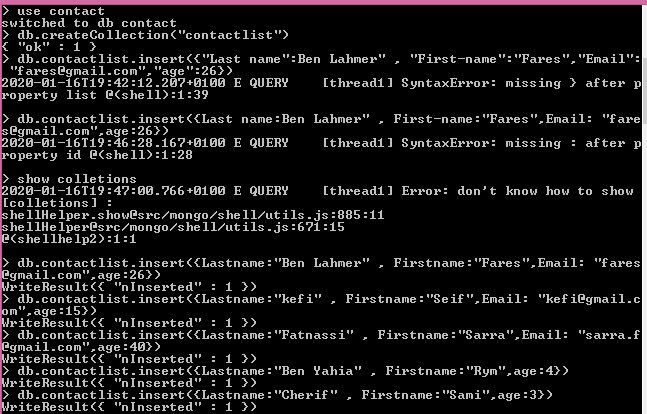 > use contact
switched to db contact
> db.createCollection("contactlist")
{ "ok" : 1 }
> db.contactlist.insert({"Last name":Ben Lahmer" , "First-name":"Fares","Email":
 "fares@gmail.com","age":26})
2020-01-16T19:42:12.207+0100 E QUERY    [thread1] SyntaxError: missing } after p
roperty list @(shell):1:39

> db.contactlist.insert({Last name:Ben Lahmer" , First-name:"Fares",Email: "fare
s@gmail.com",age:26})
2020-01-16T19:46:28.167+0100 E QUERY    [thread1] SyntaxError: missing : after p
roperty id @(shell):1:28

> show colletions
2020-01-16T19:47:00.766+0100 E QUERY    [thread1] Error: don't know how to show
[colletions] :
shellHelper.show@src/mongo/shell/utils.js:885:11
shellHelper@src/mongo/shell/utils.js:671:15
@(shellhelp2):1:1

> db.contactlist.insert({Lastname:"Ben Lahmer" , Firstname:"Fares",Email: "fares
@gmail.com",age:26})
WriteResult({ "nInserted" : 1 })
> db.contactlist.insert({Lastname:"kefi" , Firstname:"Seif",Email: "kefi@gmail.c
om",age:15})
WriteResult({ "nInserted" : 1 })
> db.contactlist.insert({Lastname:"Fatnassi" , Firstname:"Sarra",Email: "sarra.f
@gmail.com",age:40})
WriteResult({ "nInserted" : 1 })
> db.contactlist.insert({Lastname:"Ben Yahia" , Firstname:"Rym",age:4})
WriteResult({ "nInserted" : 1 })
> db.contactlist.insert({Lastname:"Cherif" , Firstname:"Sami",age:3})
WriteResult({ "nInserted" : 1 })